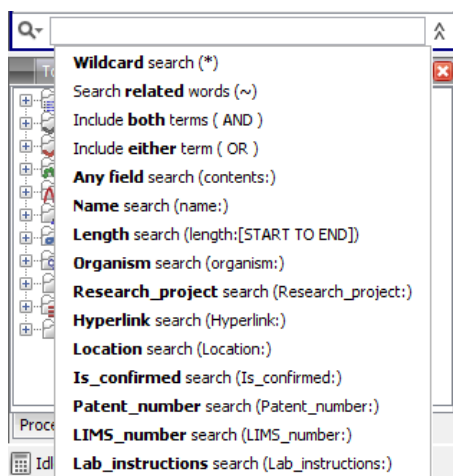 Wildcard search (*)
Search related words (~)
Include both terms ( AND )
Include either term ( OR )
Any field search (contents:)
Name search (name:)
Length search (length:[START TO END])
Organism search (organism:)
Research_project search (Research_project:)
Hyperlink search (Hyperlink:)
Location search (Location:)
Is_confirmed search (Is_confirmed:)
Patent_number search (Patent_number:)
Proce
LIMS_number search (LIMS_number:)
Idl
Lab_instructions search (Lab_instructions:)